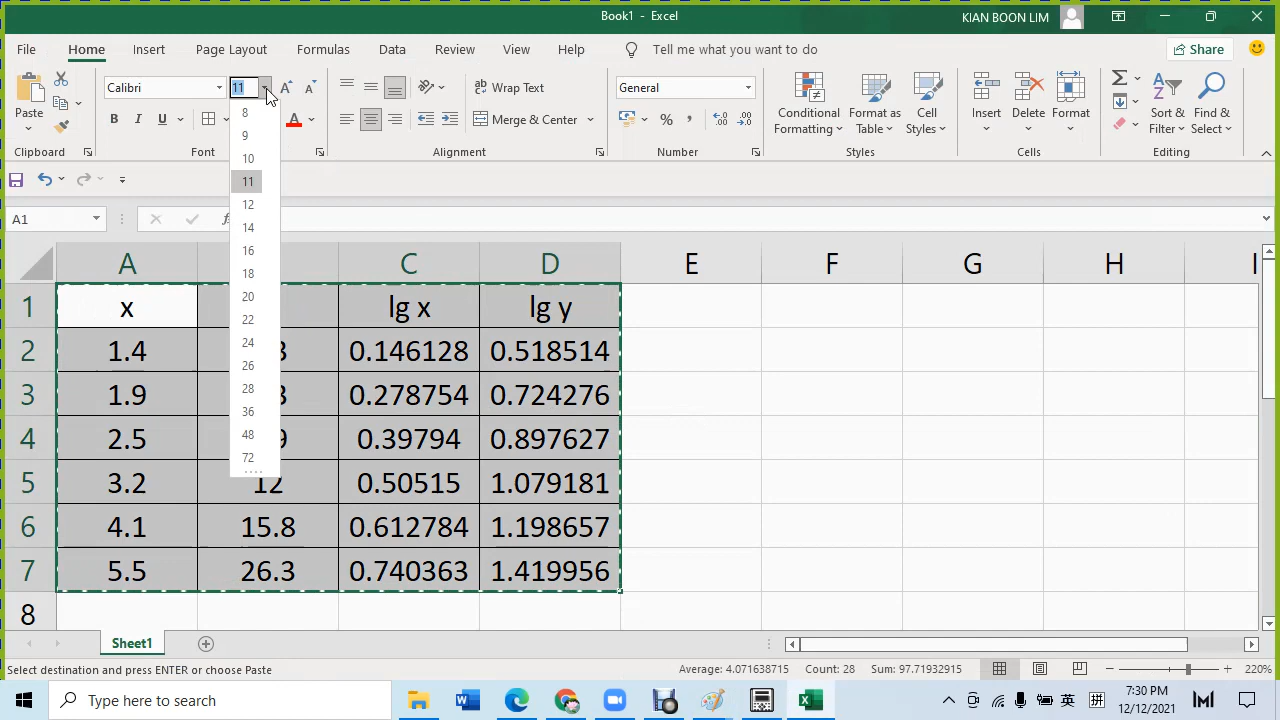 Book1 - Excel
KIAN BOON LIM
File Home Insert Draw Page Layout Formulas Data Review View Help Tell me what you want to do Share
Paste
Calibri 11
B I U A
Wrap Text
Merge & Center
General
% ,
Conditional Formatting
Format as Table
Cell Styles
Insert
Delete
Format
Sort & Filter
Find & Select
Clipboard Font Alignment Number Styles Cells Editing
A1
8
9
10
11
12
14
16
18
20
22
24
26
28
36
48
72
A C D E F G H I
1 x lg x lg y
2 1.4 3 0.146128 0.518514
3 1.9 3 0.278754 0.724276
4 2.5 9 0.39794 0.897627
5 3.2 12 0.50515 1.079181
6 4.1 15.8 0.612784 1.198657
7 5.5 26.3 0.740363 1.419956
8
Sheet1
Select destination and press ENTER or choose Paste
Average: 4.071638715 Count: 28 Sum: 97.71932915 220%
Type here to search
英 拼
7:30 PM
12/12/2021